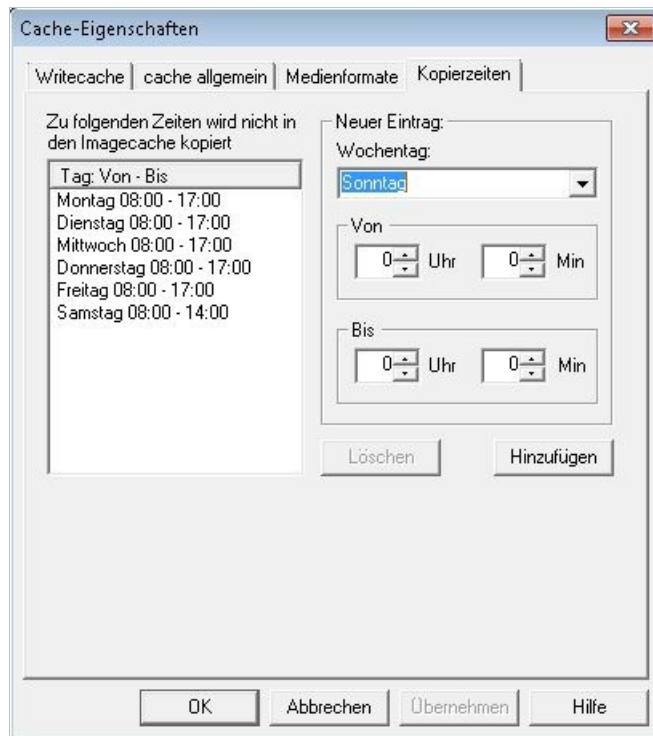 Cache-Eigenschaften
Writecache
cache allgemein
Medienformate
Kopierzeiten
Zu folgenden Zeiten wird nicht in
den Imagecache kopiert
Tag: Von - Bis
Montag 08:00 - 17:00
Dienstag 08:00 - 17:00
Mittwoch 08:00 - 17:00
Donnerstag 08:00 - 17:00
Freitag 08:00 - 17:00
Samstag 08:00 - 14:00
Neuer Eintrag:
Wochentag:
Sonntag
Von
0 Uhr 0 Min
Bis
0 Uhr 0 Min
Löschen
Hinzufügen
OK
Abbrechen
Übernehmen
Hilfe